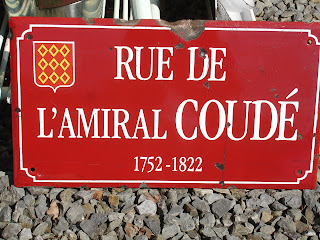 RUE DE
L'AMIRAL COUDÉ
1752-1822